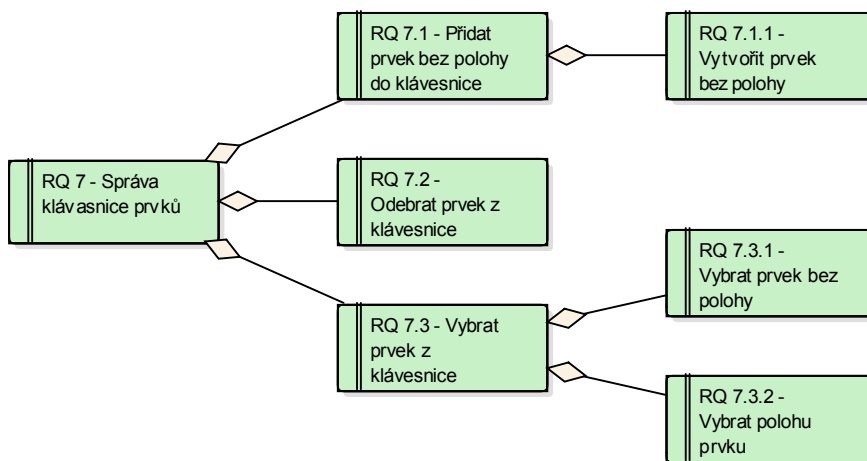 RQ 7.1 - Přidat
prvek bez polohy
do klávesnice
RQ 7.1.1 -
Vytvořit prvek
bez polohy
RQ 7 - Správa
klávasnice prvků
RQ 7.2 -
Odebrat prvek z
klávesnice
RQ 7.3 - Vybrat
prvek z
klávesnice
RQ 7.3.1 -
Vybrat prvek bez
polohy
RQ 7.3.2 -
Vybrat polohu
prvku